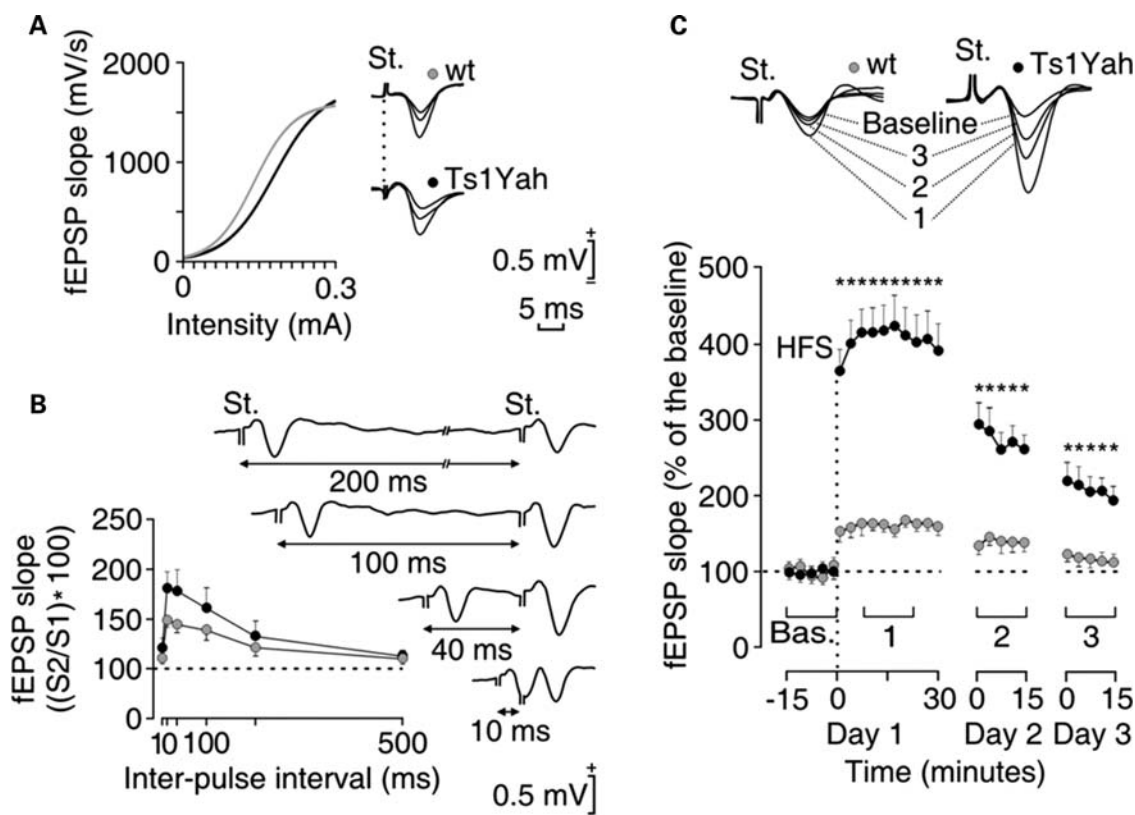 A
fEPSP slope (mV/s)
2000
1000
0
0
0.3
Intensity (mA)
St.
wt
Ts1Yah
0.5 mV
+
−
5 ms
B
St.
St.
200 ms
100 ms
40 ms
10 ms
fEPSP slope
((S2/S1)* 100)
250
200
150
100
50
0
10
100
500
Inter-pulse interval (ms)
0.5 mV
+
−
C
St.
wt
St.
Ts1Yah
Baseline
3
2
1
fEPSP slope (% of the baseline)
500
400
300
200
100
0
HFS
***********
*****
*****
Bas.
1
2
3
-15 0 30
0 15
0 15
Day 1
Day 2
Day 3
Time (minutes)